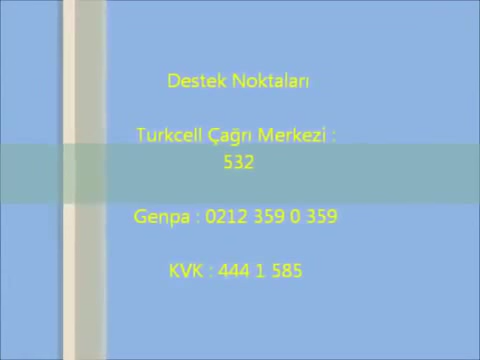 Destek Noktaları
Turkcell Çağrı Merkezi :
532
Genpa : 0212 359 0 359
KVK : 444 1 585